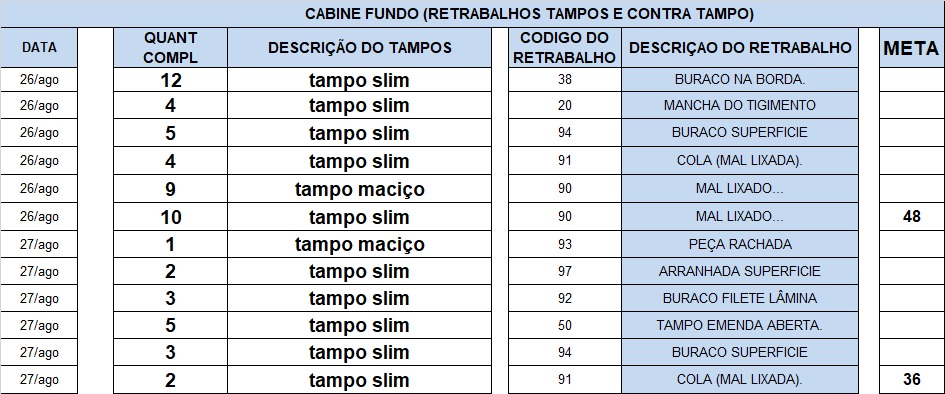 CABINE FUNDO (RETRABALHOS TAMPOS E CONTRA TAMPO)
DATA QUANT COMPL DESCRIÇÃO DO TAMPOS CODIGO DO RETRABALHO DESCRIÇAO DO RETRABALHO META
26/ago 12 tampo slim 38 BURACO NA BORDA.
26/ago 4 tampo slim 20 MANCHA DO TIGIMENTO
26/ago 5 tampo slim 94 BURACO SUPERFICIE
26/ago 4 tampo slim 91 COLA (MAL LIXADA).
26/ago 9 tampo maciço 90 MAL LIXADO...
26/ago 10 tampo slim 90 MAL LIXADO... 48
27/ago 1 tampo maciço 93 PEÇA RACHADA
27/ago 2 tampo slim 97 ARRANHADA SUPERFICIE
27/ago 3 tampo slim 92 BURACO FILETE LÂMINA
27/ago 5 tampo slim 50 TAMPO EMENDA ABERTA.
27/ago 3 tampo slim 94 BURACO SUPERFICIE
27/ago 2 tampo slim 91 COLA (MAL LIXADA). 36